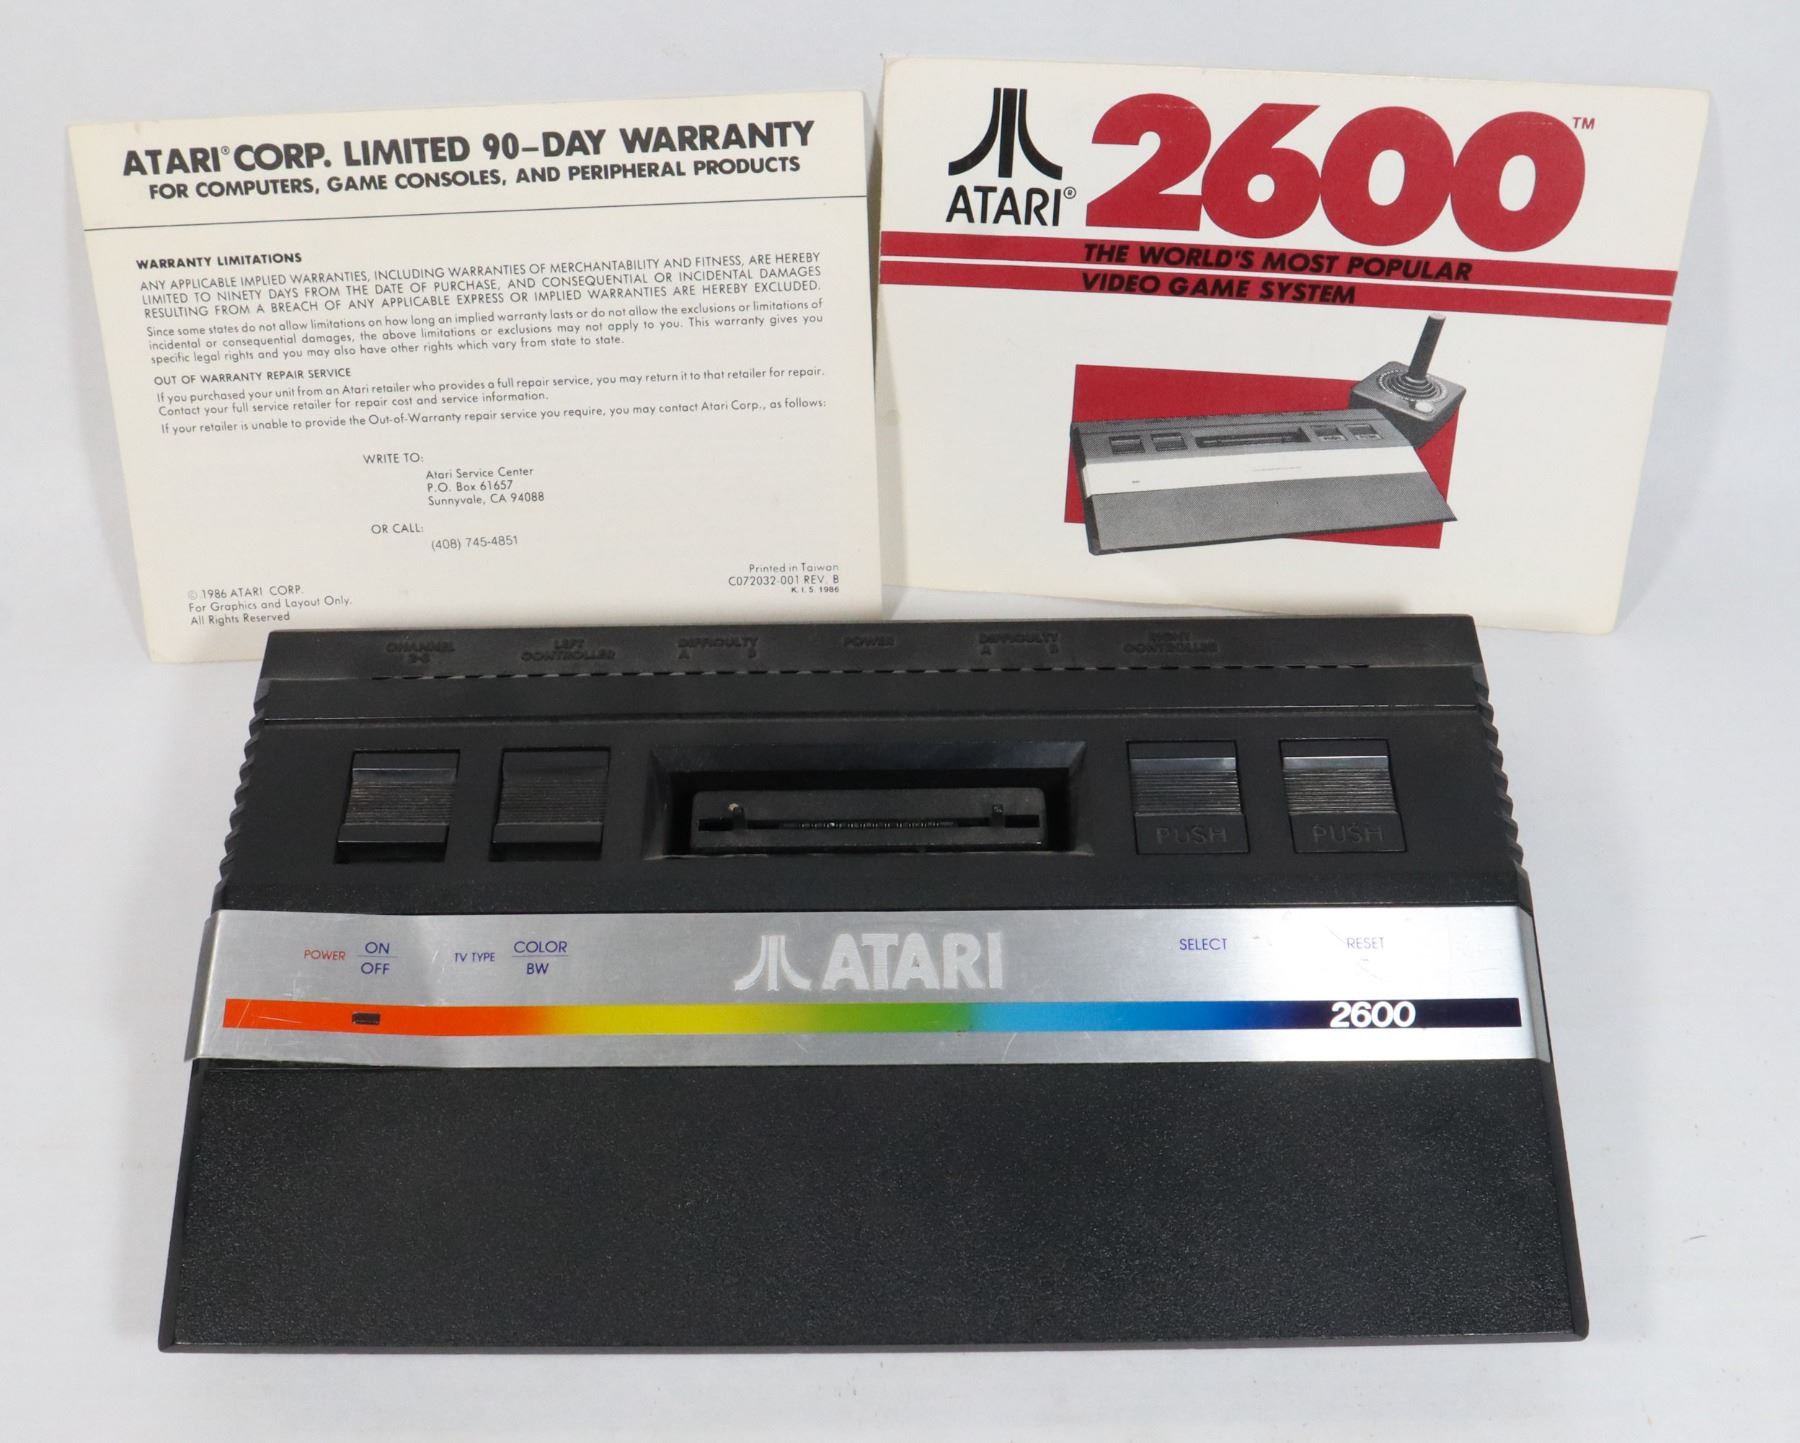 ATARI® CORP. LIMITED 90–DAY WARRANTY
FOR COMPUTERS, GAME CONSOLES, AND PERIPHERAL PRODUCTS
WARRANTY LIMITATIONS
ANY APPLICABLE IMPLIED WARRANTIES, INCLUDING WARRANTIES OF MERCHANTABILITY AND FITNESS, ARE HEREBY
LIMITED TO NINETY DAYS FROM THE DATE OF PURCHASE, AND CONSEQUENTIAL OR INCIDENTAL DAMAGES
RESULTING FROM A BREACH OF ANY APPLICABLE EXPRESS OR IMPLIED WARRANTIES ARE HEREBY EXCLUDED.
Since some states do not allow limitations on how long an implied warranty lasts or do not allow the exclusions or limitations of
incidental or consequential damages, the above limitations or exclusions may not apply to you. This warranty gives you
specific legal rights and you may also have other rights which vary from state to state.
OUT OF WARRANTY REPAIR SERVICE
If you purchased your unit from an Atari retailer who provides a full repair service, you may return it to that retailer for repair.
Contact your full service retailer for repair cost and service information.
If your retailer is unable to provide the Out-of-Warranty repair service you require, you may contact Atari Corp., as follows:
WRITE TO:
Atari Service Center
P.O. Box 61657
Sunnyvale, CA 94088
OR CALL:
(408) 745-4851
© 1986 ATARI CORP.
For Graphics and Layout Only.
All Rights Reserved
Printed in Taiwan
C072032-001 REV. B
K. I. S. 1986
ATARI® 2600™
THE WORLD'S MOST POPULAR
VIDEO GAME SYSTEM
CHANNEL
2-3
LEFT
CONTROLLER
DIFFICULTY
A B
POWER
DIFFICULTY
A B
RIGHT
CONTROLLER
PUSH
PUSH
POWER ON
OFF
TV TYPE COLOR
BW
ATARI
SELECT
RESET
2600